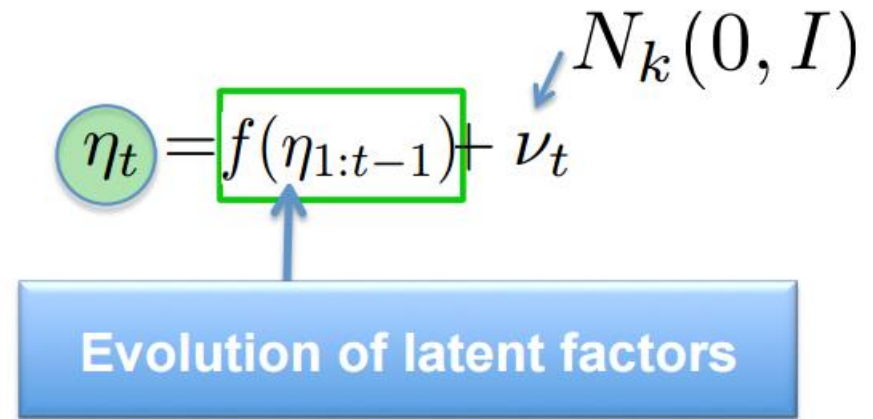 N_k(0, I)
η_t = f(η_{1:t−1}) + ν_t
Evolution of latent factors